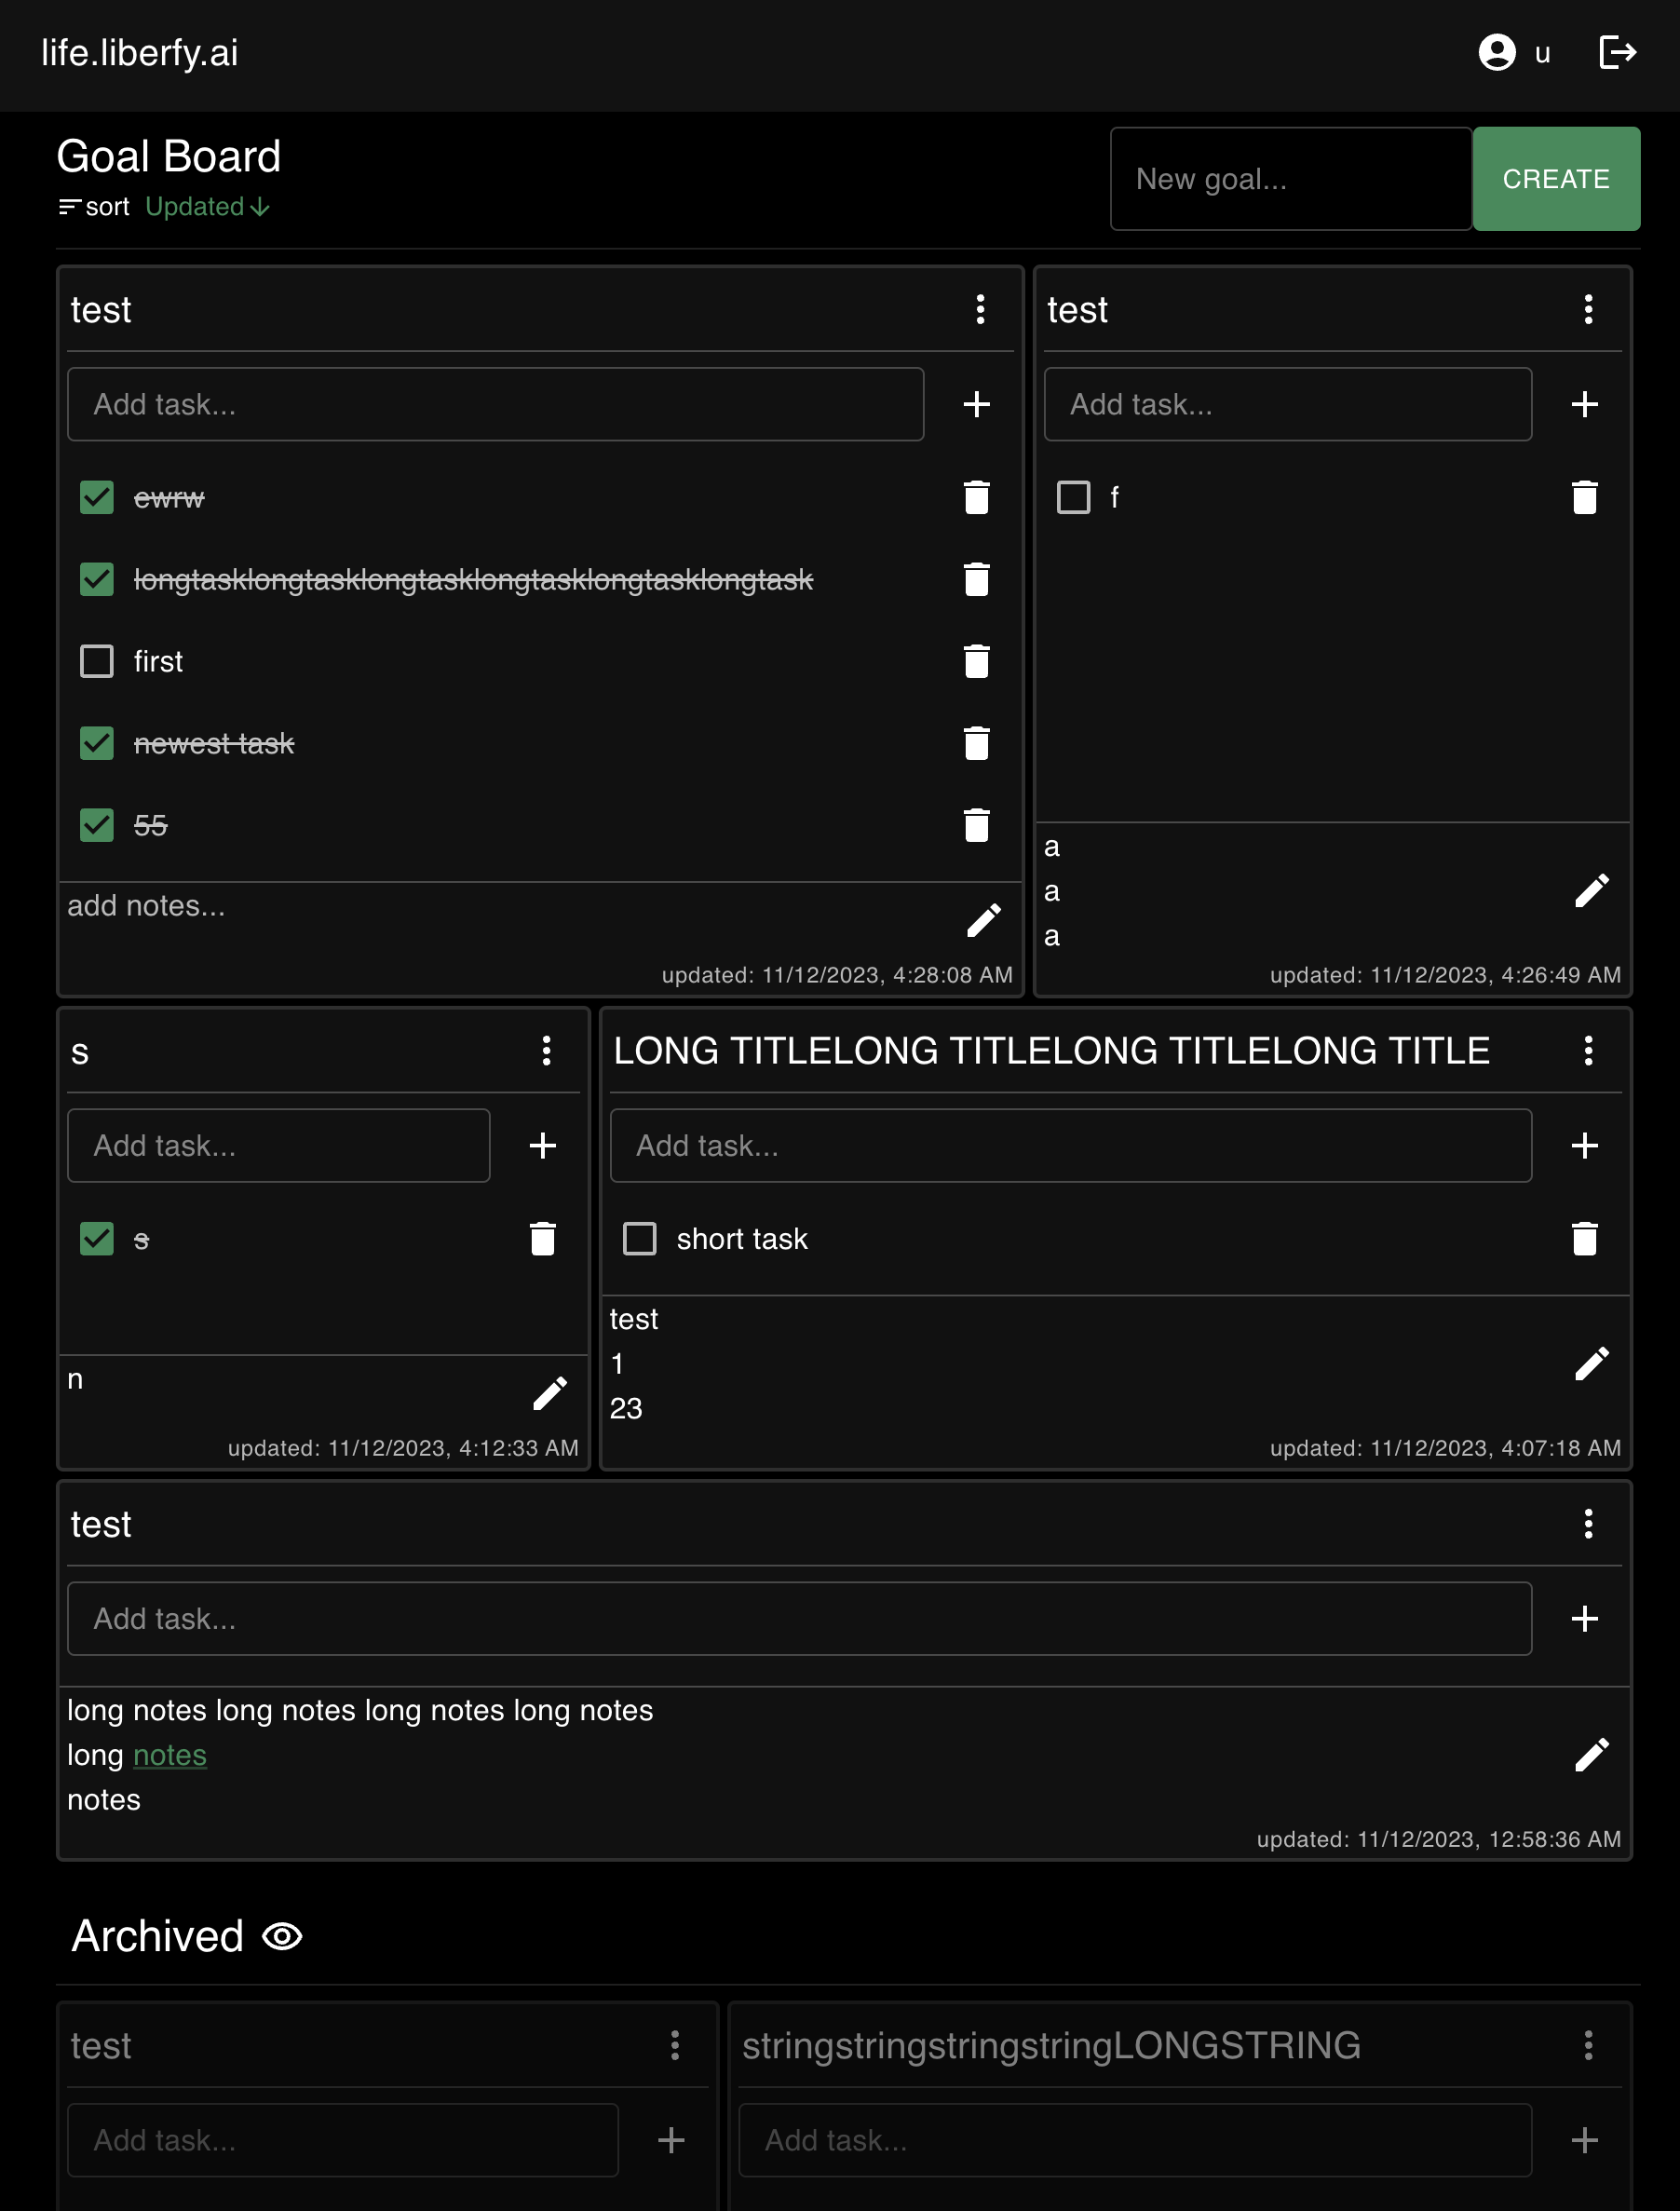 life.liberfy.ai
u
Goal Board
sort Updated
New goal...
CREATE
test
Add task...
ewrw
longtasklongtasklongtasklongtasklongtasklongtask
first
newest task
55
add notes...
updated: 11/12/2023, 4:28:08 AM
test
Add task...
f
a
a
a
updated: 11/12/2023, 4:26:49 AM
s
Add task...
s
n
updated: 11/12/2023, 4:12:33 AM
LONG TITLELONG TITLELONG TITLELONG TITLE
Add task...
short task
test
1
23
updated: 11/12/2023, 4:07:18 AM
test
Add task...
long notes long notes long notes long notes
long notes
notes
updated: 11/12/2023, 12:58:36 AM
Archived
test
Add task...
stringstringstringstringLONGSTRING
Add task...